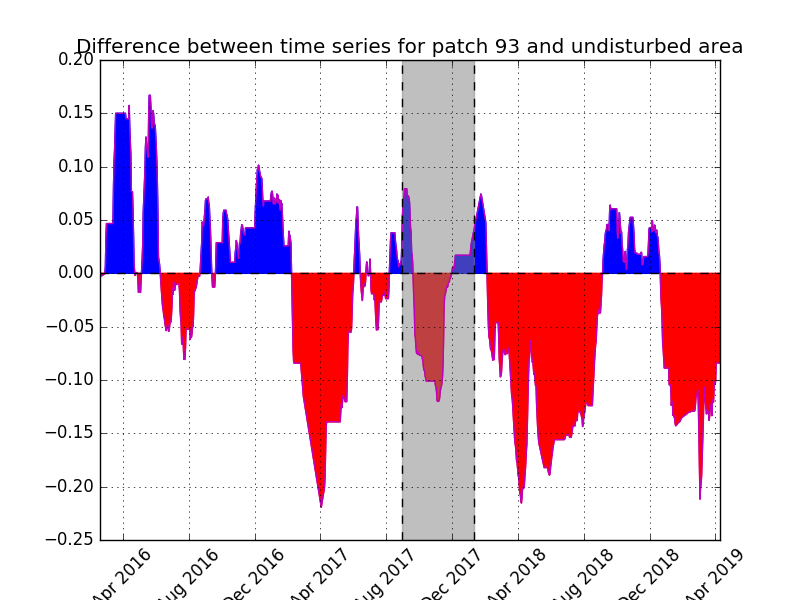 Difference between time series for patch 93 and undisturbed area
0.20
0.15
0.10
0.05
0.00
−0.05
−0.10
−0.15
−0.20
−0.25
Apr 2016
Aug 2016
Dec 2016
Apr 2017
Aug 2017
Dec 2017
Apr 2018
Aug 2018
Dec 2018
Apr 2019